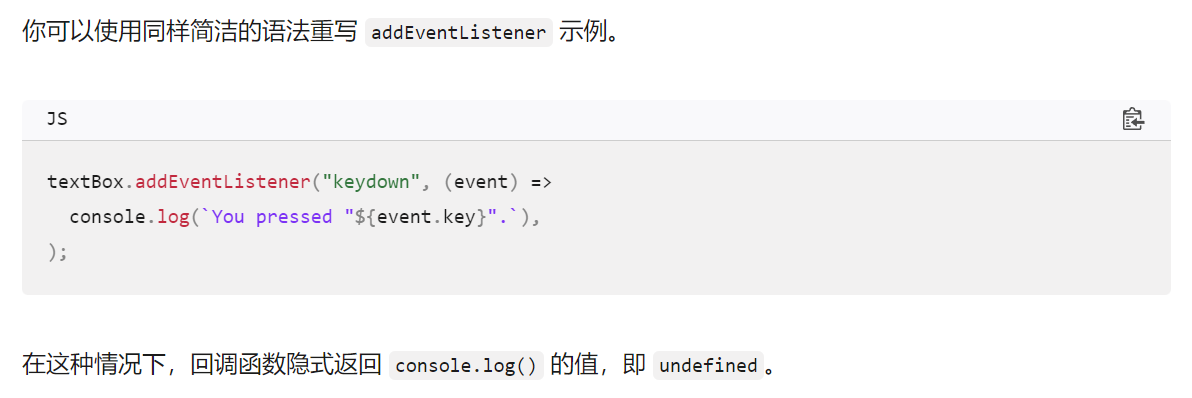 你可以使用同样简洁的语法重写 addEventListener 示例。
JS
textBox.addEventListener("keydown", (event) =>
  console.log(`You pressed "${event.key}".`),
);
在这种情况下，回调函数隐式返回 console.log() 的值，即 undefined。